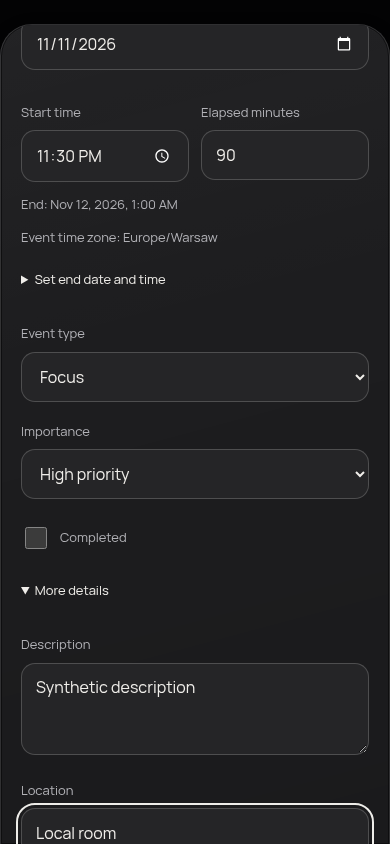 11/11/2026
Start time
Elapsed minutes
11:30 PM
90
End: Nov 12, 2026, 1:00 AM
Event time zone: Europe/Warsaw
Set end date and time
Event type
Focus
Importance
High priority
Completed
More details
Description
Synthetic description
Location
Local room